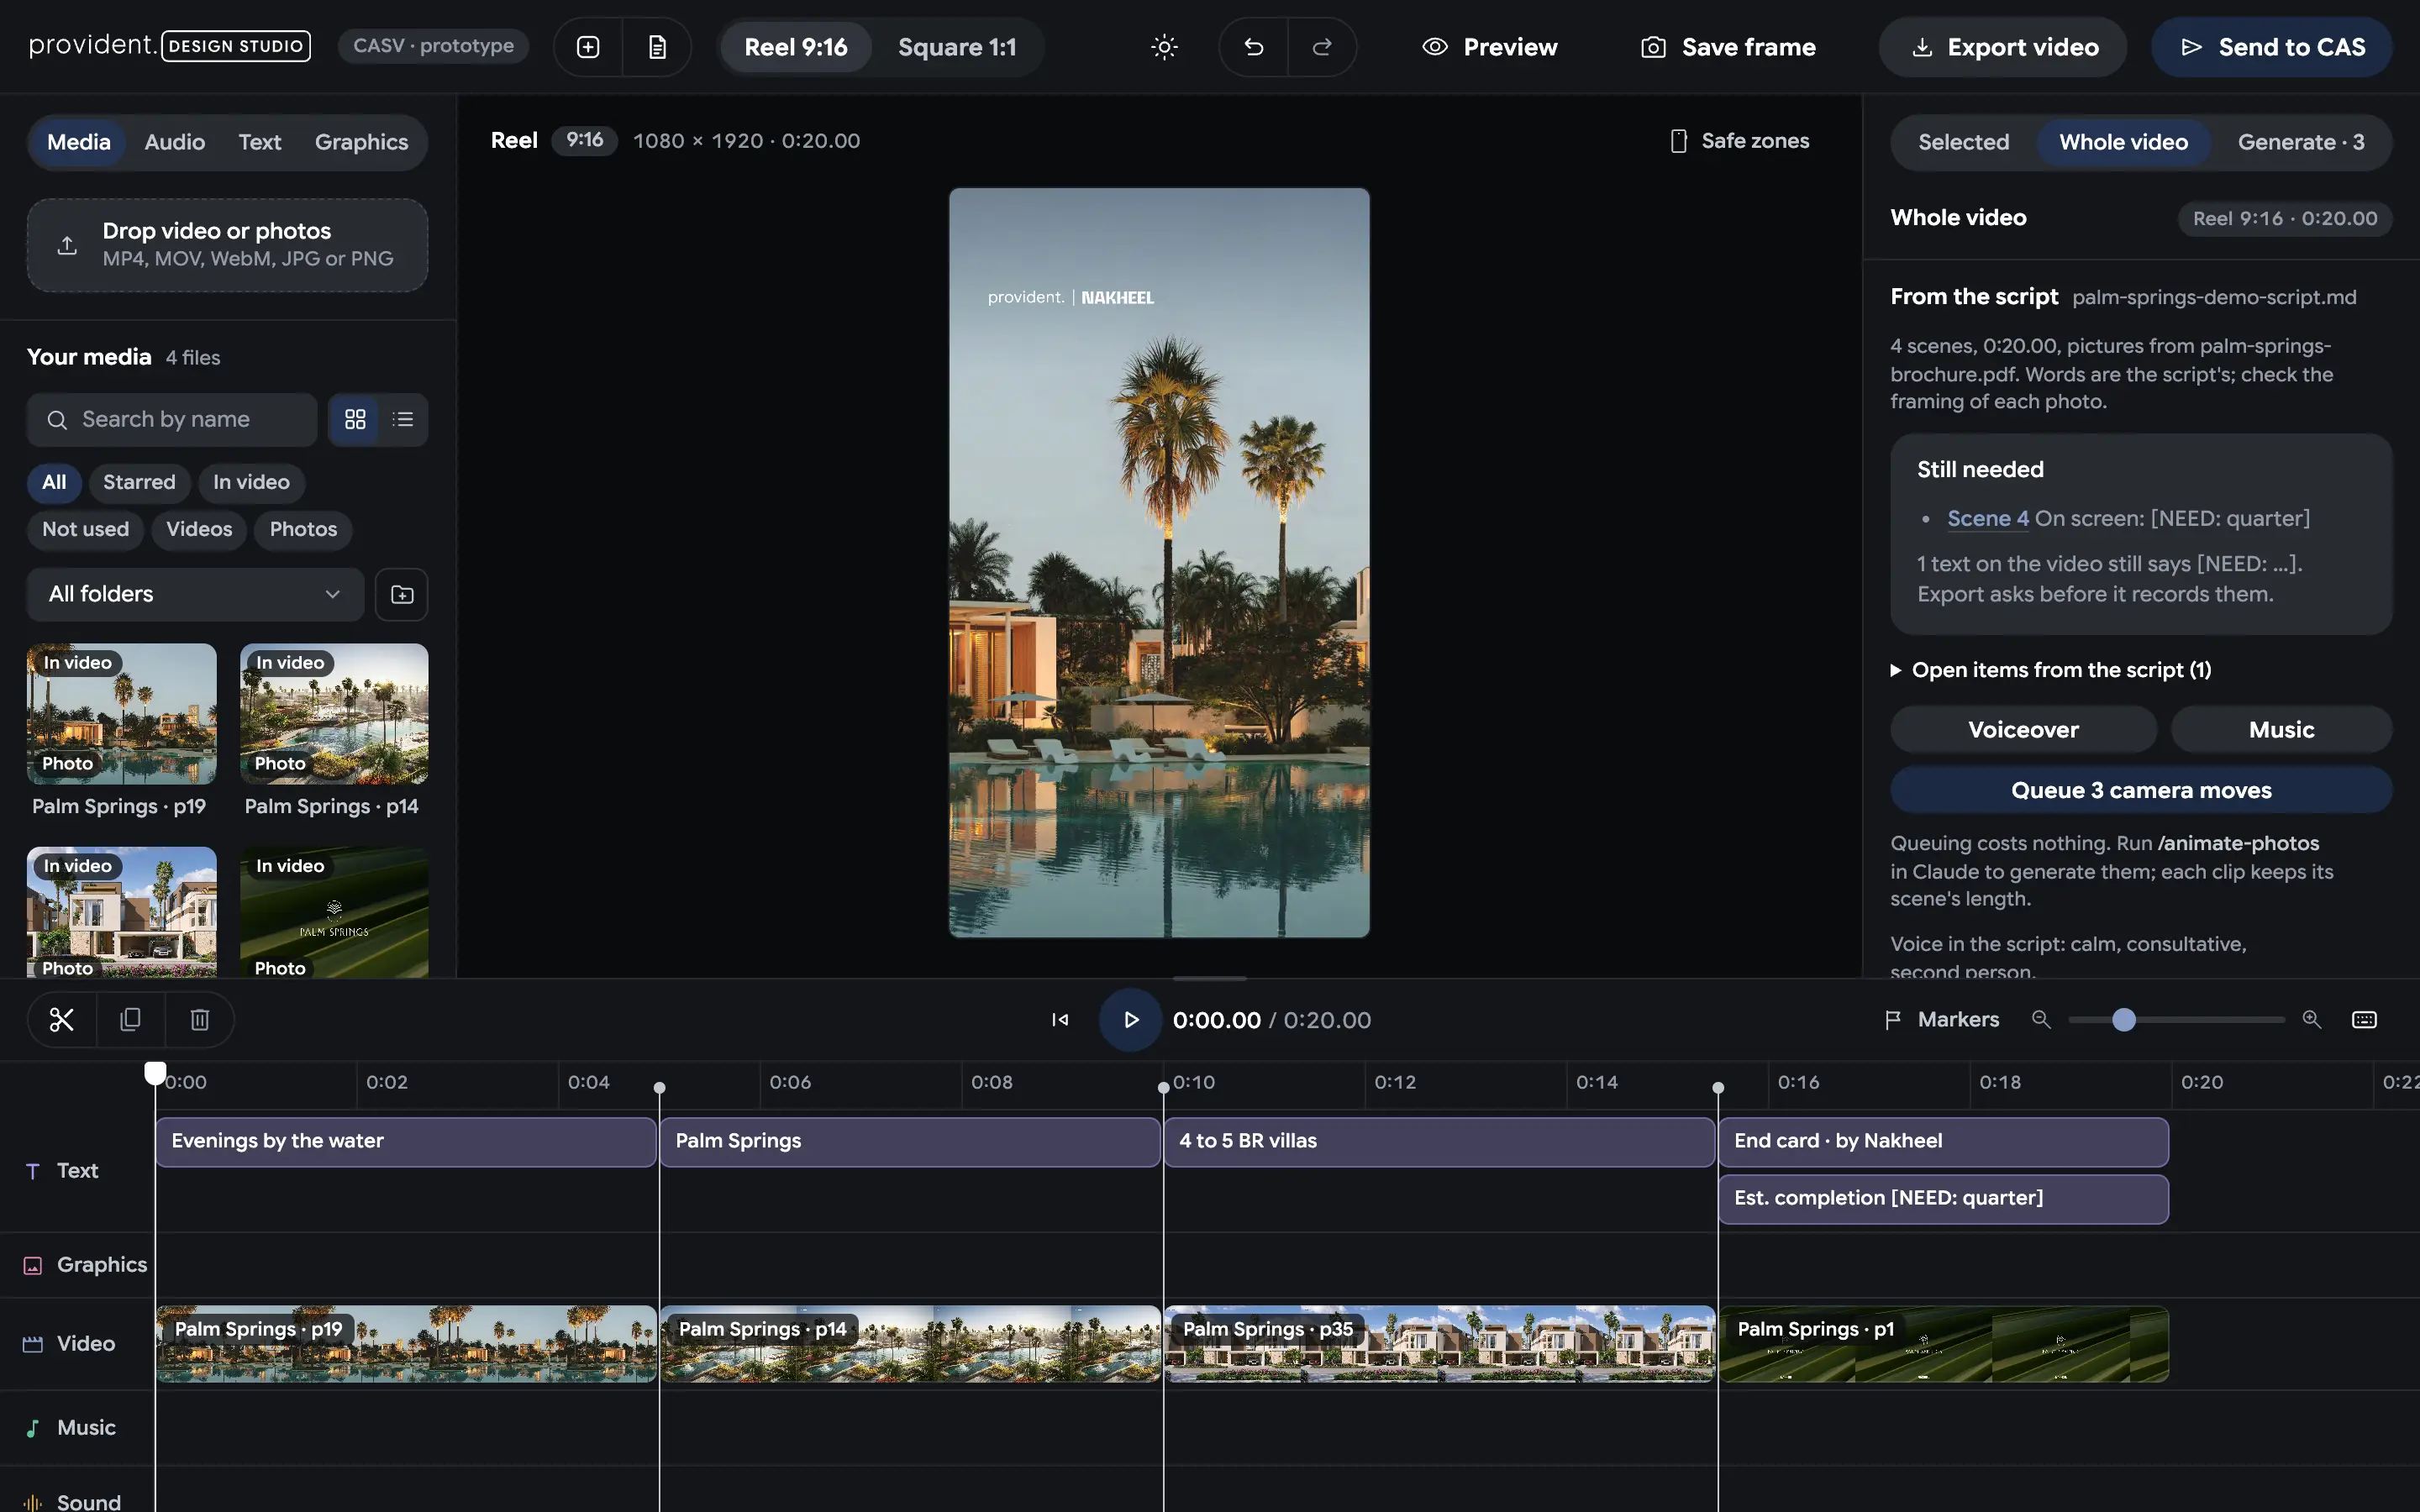 provident. DESIGN STUDIO
CASV · prototype
Reel 9:16
Square 1:1
Preview
Save frame
Export video
Send to CAS
Media
Audio
Text
Graphics
Drop video or photos
MP4, MOV, WebM, JPG or PNG
Your media 4 files
Search by name
All
Starred
In video
Not used
Videos
Photos
All folders
In video
Photo
Palm Springs · p19
In video
Photo
Palm Springs · p14
In video
Photo
In video
PALM SPRINGS
Photo
Reel 9:16 1080 × 1920 · 0:20.00
Safe zones
provident. | NAKHEEL
Selected
Whole video
Generate · 3
Whole video
Reel 9:16 · 0:20.00
From the script palm-springs-demo-script.md
4 scenes, 0:20.00, pictures from palm-springs-
brochure.pdf. Words are the script's; check the
framing of each photo.
Still needed
• Scene 4 On screen: [NEED: quarter]
1 text on the video still says [NEED: ...].
Export asks before it records them.
Open items from the script (1)
Voiceover
Music
Queue 3 camera moves
Queuing costs nothing. Run /animate-photos
in Claude to generate them; each clip keeps its
scene's length.
Voice in the script: calm, consultative,
second person.
0:00.00 / 0:20.00
Markers
0:00
0:02
0:04
0:06
0:08
0:10
0:12
0:14
0:16
0:18
0:20
0:22
Text
Evenings by the water
Palm Springs
4 to 5 BR villas
End card · by Nakheel
Est. completion [NEED: quarter]
Graphics
Video
Palm Springs · p19
Palm Springs · p14
Palm Springs · p35
Palm Springs · p1
Music
Sound